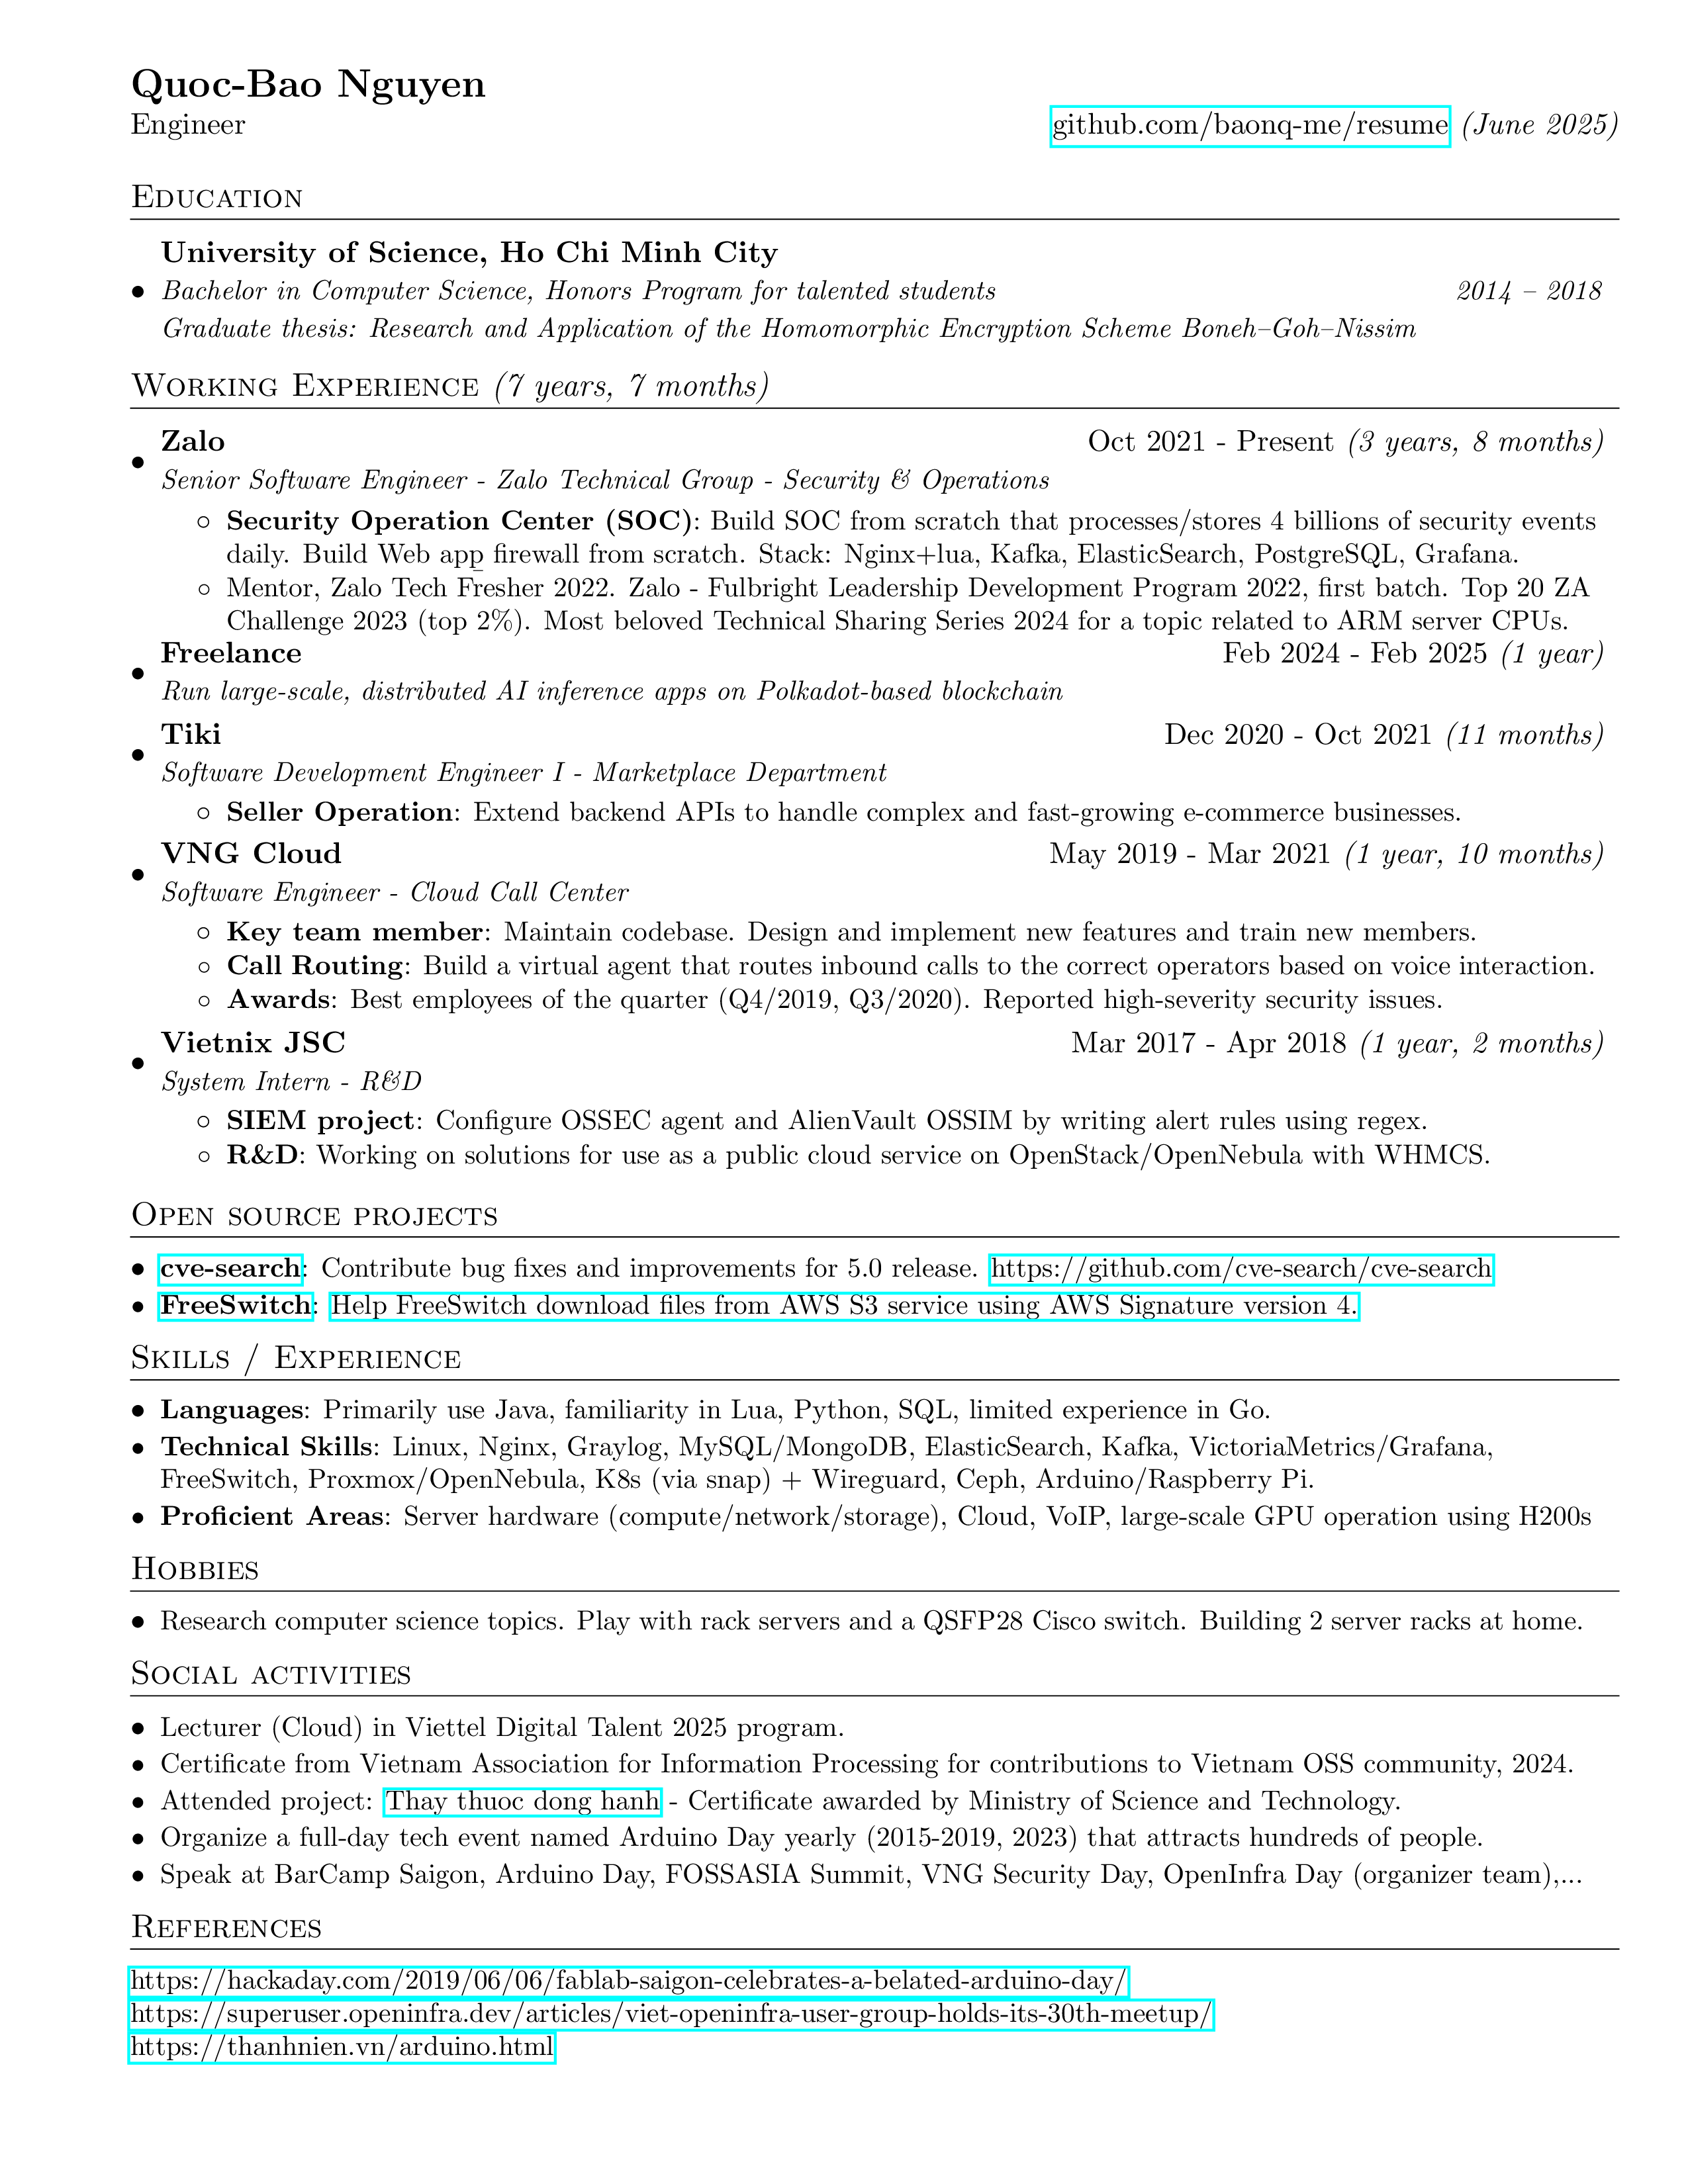 Quoc-Bao Nguyen
Engineer github.com/baonq-me/resume (June 2025)
Education
University of Science, Ho Chi Minh City
• Bachelor in Computer Science, Honors Program for talented students 2014 – 2018
Graduate thesis: Research and Application of the Homomorphic Encryption Scheme Boneh–Goh–Nissim
Working Experience (7 years, 7 months)
• Zalo Oct 2021 - Present (3 years, 8 months)
Senior Software Engineer - Zalo Technical Group - Security & Operations
◦ Security Operation Center (SOC): Build SOC from scratch that processes/stores 4 billions of security events
daily. Build Web app firewall from scratch. Stack: Nginx+lua, Kafka, ElasticSearch, PostgreSQL, Grafana.
◦ Mentor, Zalo Tech Fresher 2022. Zalo - Fulbright Leadership Development Program 2022, first batch. Top 20 ZA
Challenge 2023 (top 2%). Most beloved Technical Sharing Series 2024 for a topic related to ARM server CPUs.
• Freelance Feb 2024 - Feb 2025 (1 year)
Run large-scale, distributed AI inference apps on Polkadot-based blockchain
• Tiki Dec 2020 - Oct 2021 (11 months)
Software Development Engineer I - Marketplace Department
◦ Seller Operation: Extend backend APIs to handle complex and fast-growing e-commerce businesses.
• VNG Cloud May 2019 - Mar 2021 (1 year, 10 months)
Software Engineer - Cloud Call Center
◦ Key team member: Maintain codebase. Design and implement new features and train new members.
◦ Call Routing: Build a virtual agent that routes inbound calls to the correct operators based on voice interaction.
◦ Awards: Best employees of the quarter (Q4/2019, Q3/2020). Reported high-severity security issues.
• Vietnix JSC Mar 2017 - Apr 2018 (1 year, 2 months)
System Intern - R&D
◦ SIEM project: Configure OSSEC agent and AlienVault OSSIM by writing alert rules using regex.
◦ R&D: Working on solutions for use as a public cloud service on OpenStack/OpenNebula with WHMCS.
Open source projects
• cve-search: Contribute bug fixes and improvements for 5.0 release. https://github.com/cve-search/cve-search
• FreeSwitch: Help FreeSwitch download files from AWS S3 service using AWS Signature version 4.
Skills / Experience
• Languages: Primarily use Java, familiarity in Lua, Python, SQL, limited experience in Go.
• Technical Skills: Linux, Nginx, Graylog, MySQL/MongoDB, ElasticSearch, Kafka, VictoriaMetrics/Grafana,
FreeSwitch, Proxmox/OpenNebula, K8s (via snap) + Wireguard, Ceph, Arduino/Raspberry Pi.
• Proficient Areas: Server hardware (compute/network/storage), Cloud, VoIP, large-scale GPU operation using H200s
Hobbies
• Research computer science topics. Play with rack servers and a QSFP28 Cisco switch. Building 2 server racks at home.
Social activities
• Lecturer (Cloud) in Viettel Digital Talent 2025 program.
• Certificate from Vietnam Association for Information Processing for contributions to Vietnam OSS community, 2024.
• Attended project: Thay thuoc dong hanh - Certificate awarded by Ministry of Science and Technology.
• Organize a full-day tech event named Arduino Day yearly (2015-2019, 2023) that attracts hundreds of people.
• Speak at BarCamp Saigon, Arduino Day, FOSSASIA Summit, VNG Security Day, OpenInfra Day (organizer team),...
References
https://hackaday.com/2019/06/06/fablab-saigon-celebrates-a-belated-arduino-day/
https://superuser.openinfra.dev/articles/viet-openinfra-user-group-holds-its-30th-meetup/
https://thanhnien.vn/arduino.html